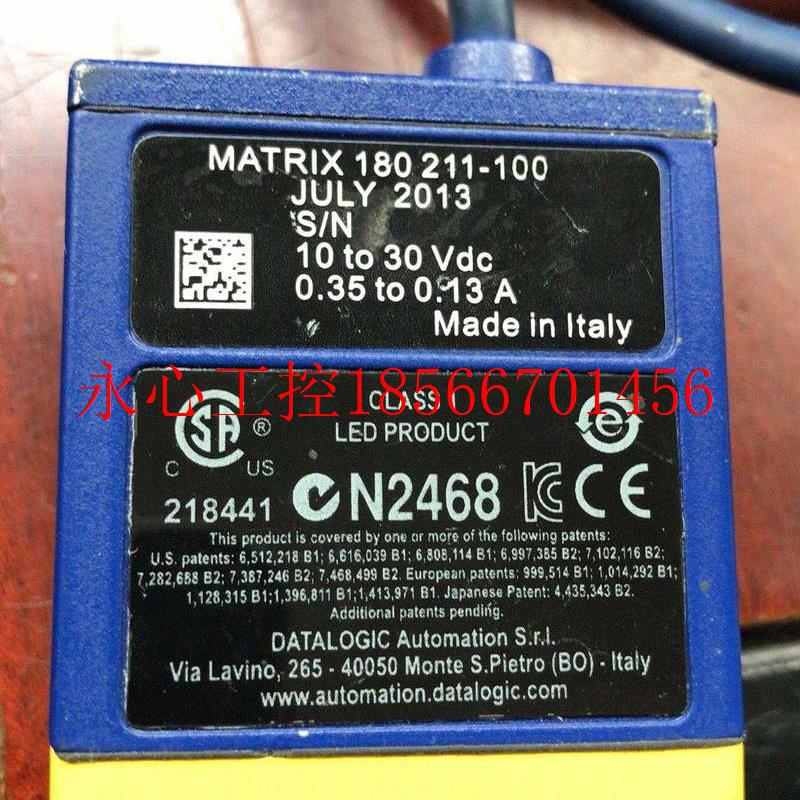 MATRIX 180 211-100
JULY 2013
S/N
10 to 30 Vdc
0.35 to 0.13 A
Made in Italy
永心工控18566701456
CLASS 1
LED PRODUCT
SA ®
C US
218441
N2468
CE
This product is covered by one or more of the following patents:
U.S. patents: 6,512,218 B1; 6,616,039 B1; 6,808,114 B1; 6,997,385 B2; 7,102,116 B2;
7,282,688 B2; 7,387,246 B2; 7,468,499 B2. European patents: 999,514 B1; 1,014,292 B1;
1,128,315 B1;1,396,811 B1;1,413,971 B1. Japanese Patent: 4,435,343 B2.
Additional patents pending.
DATALOGIC Automation S.r.l.
Via Lavino, 265 - 40050 Monte S.Pietro (BO) - Italy
www.automation.datalogic.com